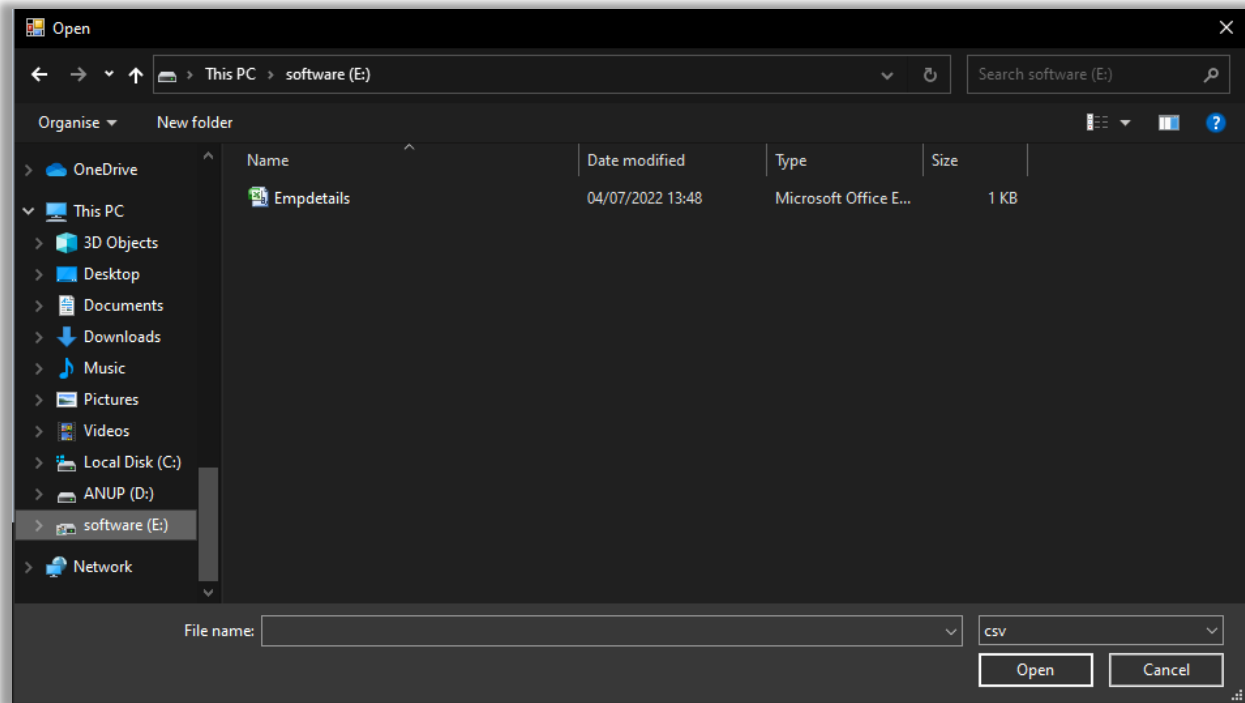 Open
This PC > software (E:)
Search software (E:)
Organise
New folder
Name
Date modified
Type
Size
Empdetails
04/07/2022 13:48
Microsoft Office E...
1 KB
OneDrive
This PC
3D Objects
Desktop
Documents
Downloads
Music
Pictures
Videos
Local Disk (C:)
ANUP (D:)
software (E:)
Network
File name:
csv
Open
Cancel